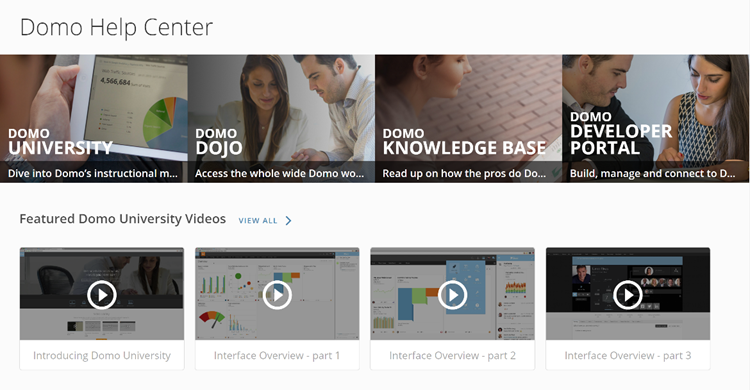 Domo Help Center
4,566,684
DOMO
UNIVERSITY
Dive into Domo's instructional m...
DOMO
DOJO
Access the whole wide Domo wo...
DOMO
KNOWLEDGE BASE
Read up on how the pros do Do...
DOMO
DEVELOPER
PORTAL
Build, manage and connect to D...
Featured Domo University Videos VIEW ALL
Introducing Domo University
Interface Overview - part 1
Interface Overview - part 2
Interface Overview - part 3